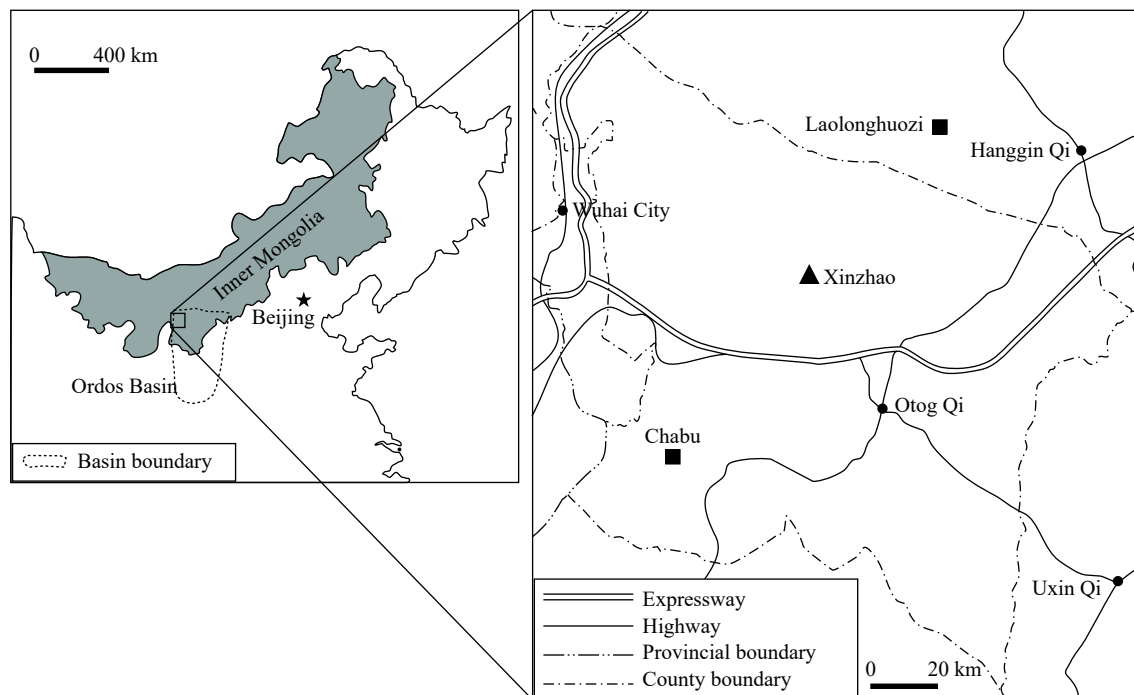 0 400 km
Inner Mongolia
Beijing
Ordos Basin
Basin boundary
Laolonghuozi
Hanggin Qi
Wuhai City
Xinzhao
Otog Qi
Chabu
Uxin Qi
Expressway
Highway
Provincial boundary
County boundary
0 20 km